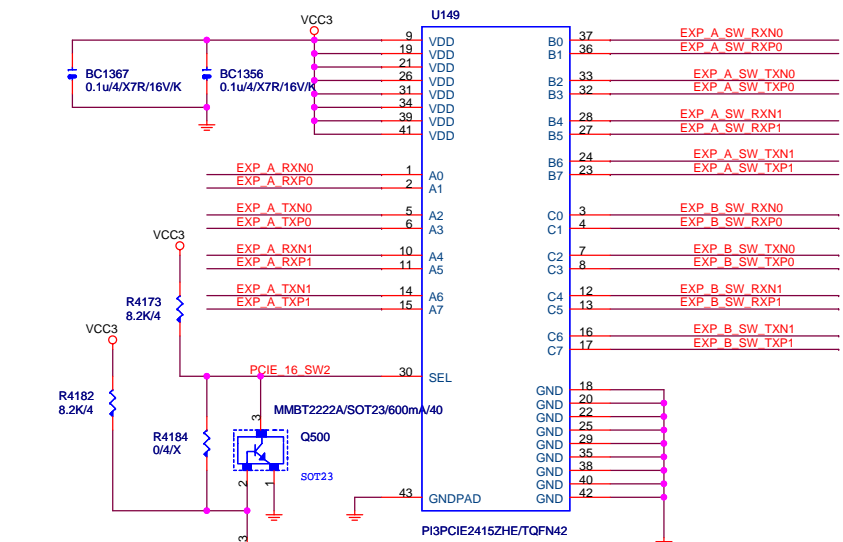 U149
VCC3
9 VDD B0 37 EXP_A_SW_RXN0
19 VDD B1 36 EXP_A_SW_RXP0
21 VDD
26 VDD B2 33 EXP_A_SW_TXN0
31 VDD B3 32 EXP_A_SW_TXP0
34 VDD
39 VDD B4 28 EXP_A_SW_RXN1
41 VDD B5 27 EXP_A_SW_RXP1
BC1367
0.1u/4/X7R/16V/K
BC1356
0.1u/4/X7R/16V/K
B6 24 EXP_A_SW_TXN1
B7 23 EXP_A_SW_TXP1
EXP_A_RXN0 1 A0
EXP_A_RXP0 2 A1
EXP_A_TXN0 5 A2 C0 3 EXP_B_SW_RXN0
EXP_A_TXP0 6 A3 C1 4 EXP_B_SW_RXP0
EXP_A_RXN1 10 A4 C2 7 EXP_B_SW_TXN0
EXP_A_RXP1 11 A5 C3 8 EXP_B_SW_TXP0
EXP_A_TXN1 14 A6 C4 12 EXP_B_SW_RXN1
EXP_A_TXP1 15 A7 C5 13 EXP_B_SW_RXP1
C6 16 EXP_B_SW_TXN1
C7 17 EXP_B_SW_TXP1
VCC3
R4173
8.2K/4
VCC3
PCIE_16_SW2 30 SEL
R4182
8.2K/4
GND 18
GND 20
GND 22
GND 25
GND 29
GND 35
GND 38
GND 40
GND 42
MMBT2222A/SOT23/600mA/40
3
Q500
R4184
0/4/X
SOT23
2
1
43 GNDPAD
PI3PCIE2415ZHE/TQFN42
3